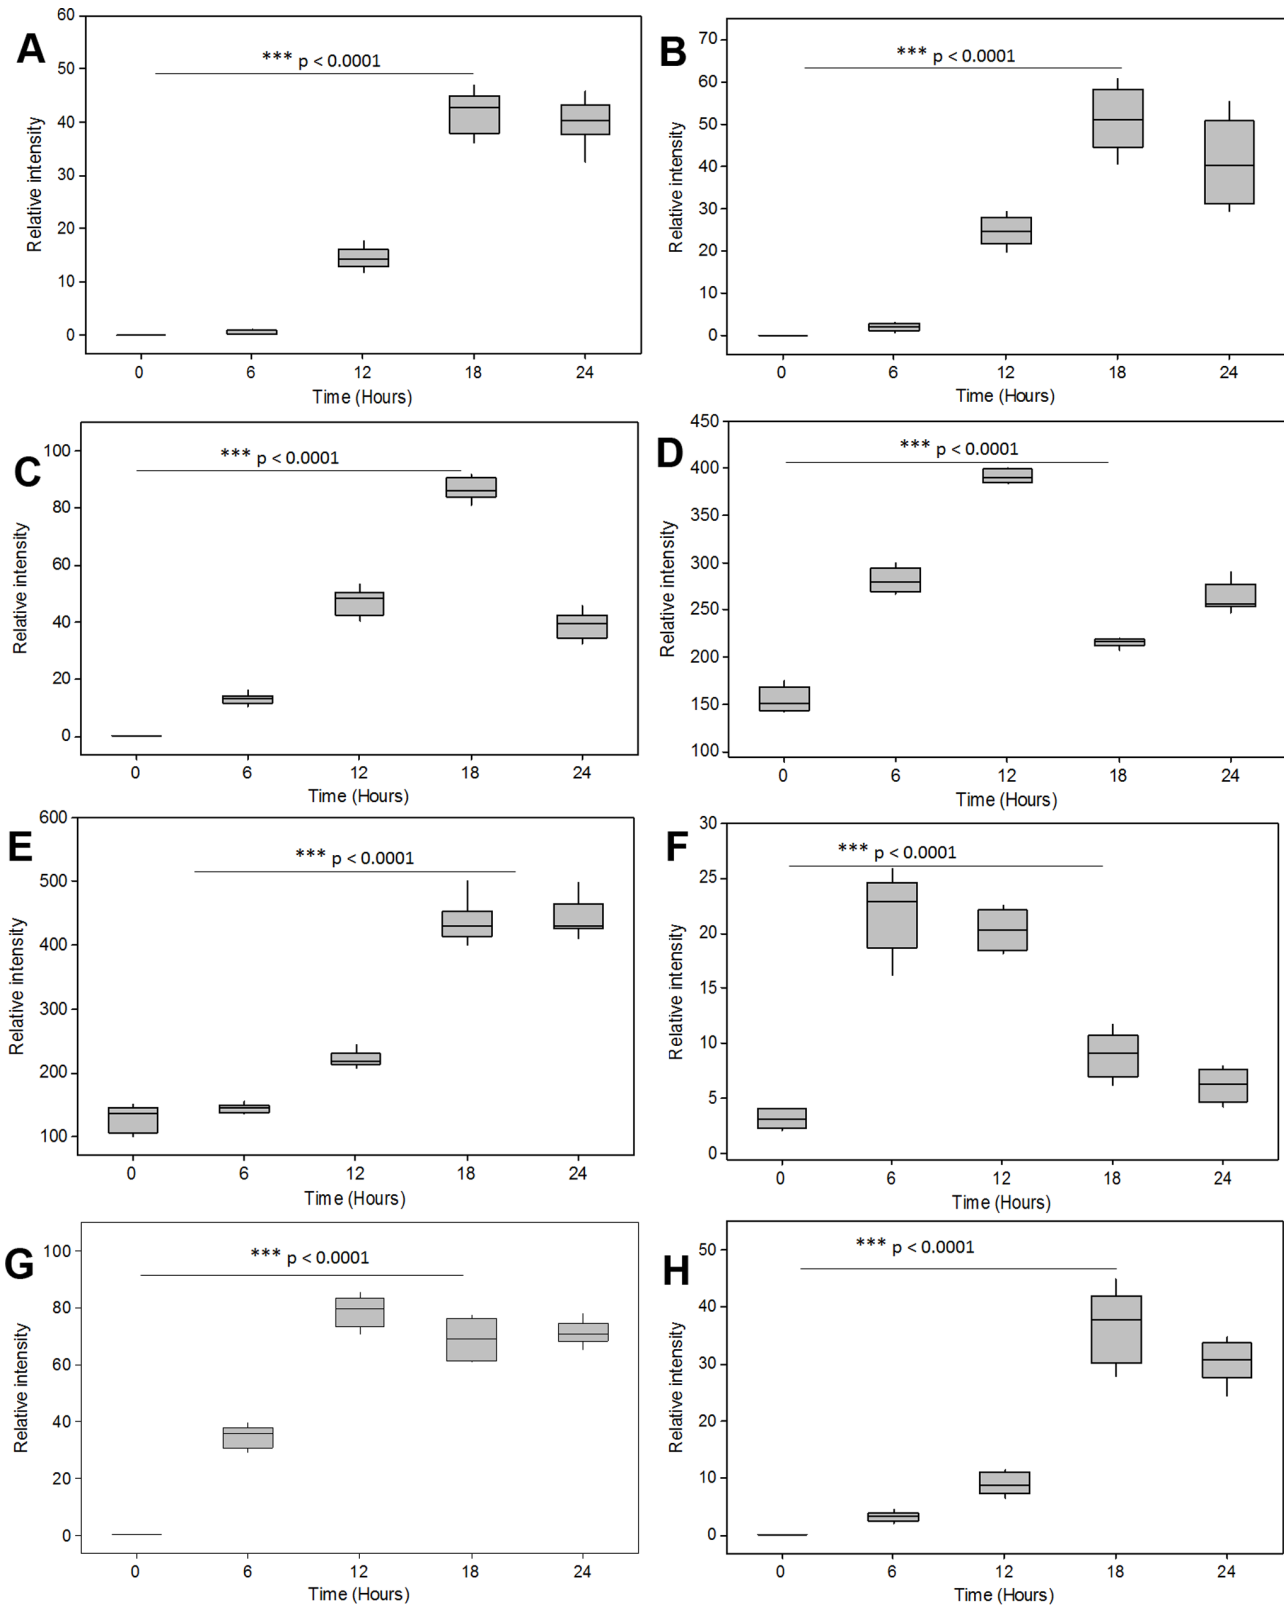 A
*** p < 0.0001
Relative intensity
60
50
40
30
20
10
0
0 6 12 18 24
Time (Hours)
B
*** p < 0.0001
Relative intensity
70
60
50
40
30
20
10
0
0 6 12 18 24
Time (Hours)
C
*** p < 0.0001
Relative intensity
100
80
60
40
20
0
0 6 12 18 24
Time (Hours)
D
*** p < 0.0001
Relative intensity
450
400
350
300
250
200
150
100
0 6 12 18 24
Time (Hours)
E
*** p < 0.0001
Relative intensity
600
500
400
300
200
100
0 6 12 18 24
Time (Hours)
F
*** p < 0.0001
Relative intensity
30
25
20
15
10
5
0
0 6 12 18 24
Time (Hours)
G
*** p < 0.0001
Relative intensity
100
80
60
40
20
0
0 6 12 18 24
Time (Hours)
H
*** p < 0.0001
Relative intensity
50
40
30
20
10
0
0 6 12 18 24
Time (Hours)